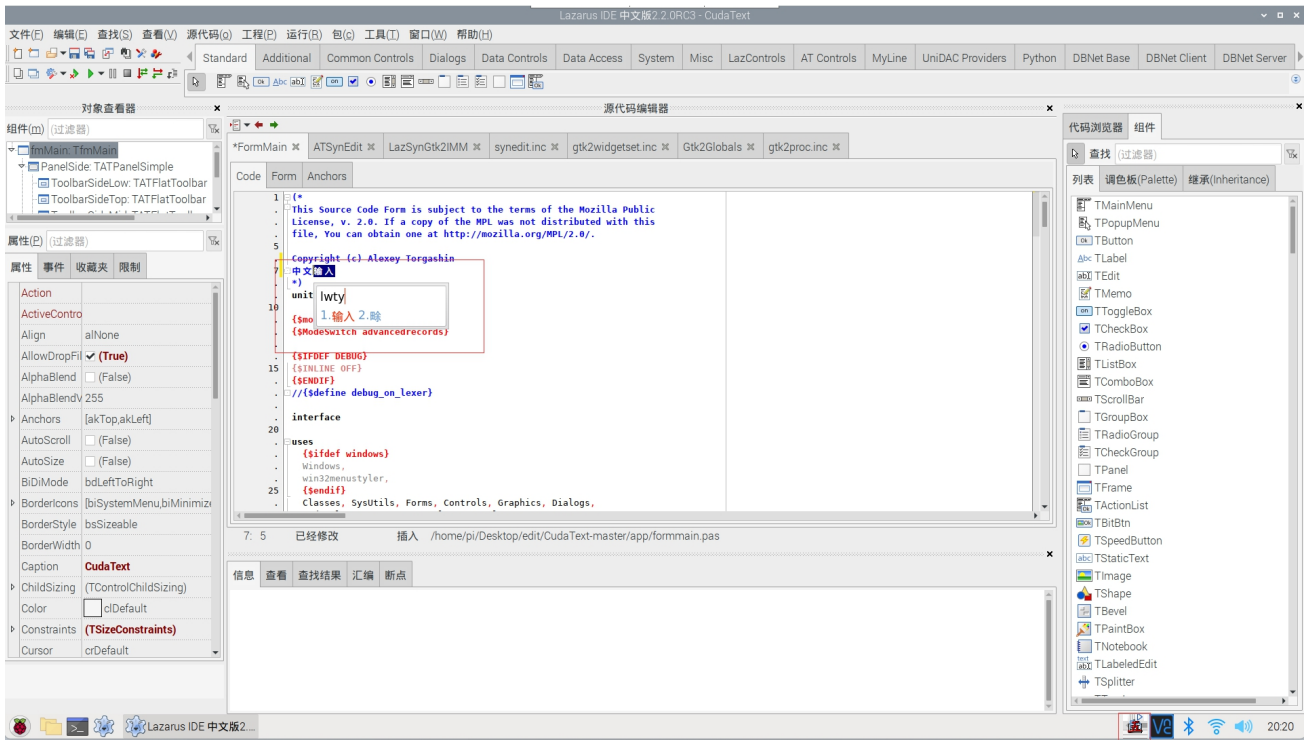 Lazarus IDE 中文版2.2.0RC3 - CudaText
文件(F) 编辑(E) 查找(S) 查看(V) 源代码(o) 工程(P) 运行(R) 包(c) 工具(T) 窗口(W) 帮助(H)
Standard Additional Common Controls Dialogs Data Controls Data Access System Misc LazControls AT Controls MyLine UniDAC Providers Python DBNet Base DBNet Client DBNet Server
对象查看器
组件(m) (过滤器)
fmMain: TfmMain
PanelSide: TATPanelSimple
ToolbarSideLow: TATFlatToolbar
ToolbarSideTop: TATFlatToolbar
属性(P) (过滤器)
属性 事件 收藏夹 限制
Action
ActiveContro
Align alNone
AllowDropFil (True)
AlphaBlend (False)
AlphaBlendV 255
Anchors [akTop,akLeft]
AutoScroll (False)
AutoSize (False)
BiDiMode bdLeftToRight
BorderIcons [biSystemMenu,biMinimize
BorderStyle bsSizeable
BorderWidth 0
Caption CudaText
ChildSizing (TControlChildSizing)
Color clDefault
Constraints (TSizeConstraints)
Cursor crDefault
源代码编辑器
*FormMain ATSynEdit LazSynGtk2IMM synedit.inc gtk2widgetset.inc Gtk2Globals gtk2proc.inc
Code Form Anchors
1 (*
This Source Code Form is subject to the terms of the Mozilla Public
License, v. 2.0. If a copy of the MPL was not distributed with this
file, You can obtain one at http://mozilla.org/MPL/2.0/.
5
Copyright (c) Alexey Torgashin
7 中文输入
*)
unit
lwty
1.输入 2.畭
10
{$mo
{$ModeSwitch advancedrecords}
{$IFDEF DEBUG}
15 {$INLINE OFF}
{$ENDIF}
//{$define debug_on_lexer}
interface
20
uses
{$ifdef windows}
Windows,
win32menustyler,
25 {$endif}
Classes, SysUtils, Forms, Controls, Graphics, Dialogs,
7: 5 已经修改 插入 /home/pi/Desktop/edit/CudaText-master/app/formmain.pas
信息 查看 查找结果 汇编 断点
代码浏览器 组件
查找 (过滤器)
列表 调色板(Palette) 继承(Inheritance)
TMainMenu
TPopupMenu
Ok TButton
Abc TLabel
abI TEdit
TMemo
on TToggleBox
TCheckBox
TRadioButton
TListBox
TComboBox
TScrollBar
TGroupBox
TRadioGroup
TCheckGroup
TPanel
TFrame
TActionList
TBitBtn
TSpeedButton
abc TStaticText
TImage
TShape
TBevel
TPaintBox
TNotebook
TLabeledEdit
TSplitter
Lazarus IDE 中文版2.... 20:20